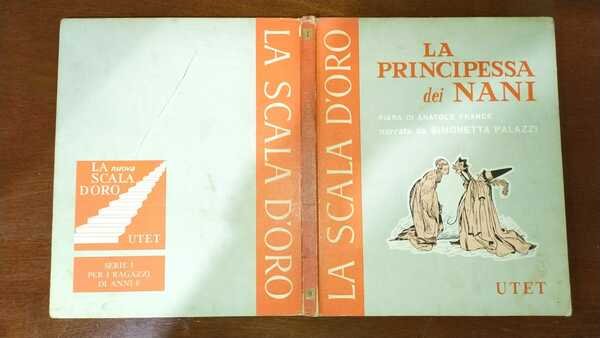 LA nuova
SCALA
D'ORO
UTET
SERIE I
PER I RAGAZZI
DI ANNI 6
LA SCALA D'ORO
LA SCALA D'ORO
LA
PRINCIPESSA
dei NANI
FIABA DI ANATOLE FRANCE
narrata da SIMONETTA PALAZZI
UTET